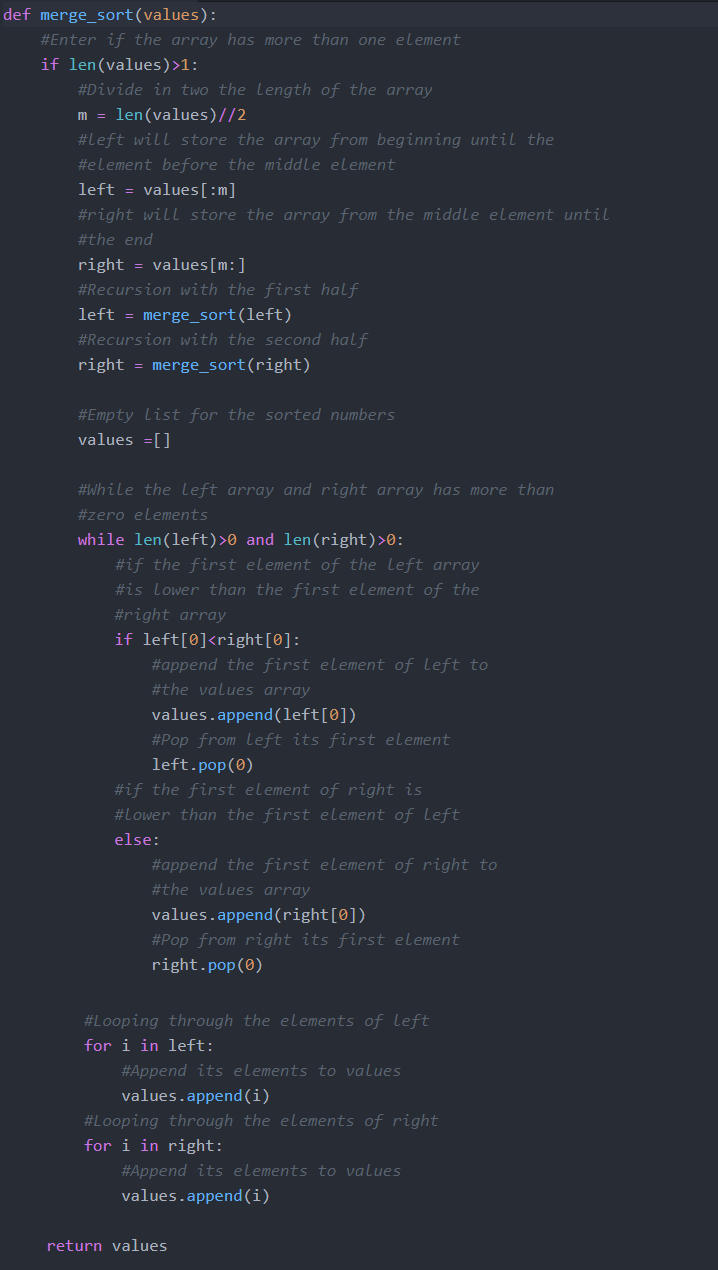 def merge_sort(values):
    #Enter if the array has more than one element
    if len(values)>1:
        #Divide in two the length of the array
        m = len(values)//2
        #left will store the array from beginning until the
        #element before the middle element
        left = values[:m]
        #right will store the array from the middle element until
        #the end
        right = values[m:]
        #Recursion with the first half
        left = merge_sort(left)
        #Recursion with the second half
        right = merge_sort(right)

        #Empty list for the sorted numbers
        values =[]

        #While the left array and right array has more than
        #zero elements
        while len(left)>0 and len(right)>0:
            #if the first element of the left array
            #is lower than the first element of the
            #right array
            if left[0]<right[0]:
                #append the first element of left to
                #the values array
                values.append(left[0])
                #Pop from left its first element
                left.pop(0)
            #if the first element of right is
            #lower than the first element of left
            else:
                #append the first element of right to
                #the values array
                values.append(right[0])
                #Pop from right its first element
                right.pop(0)

        #Looping through the elements of left
        for i in left:
            #Append its elements to values
            values.append(i)
        #Looping through the elements of right
        for i in right:
            #Append its elements to values
            values.append(i)

    return values